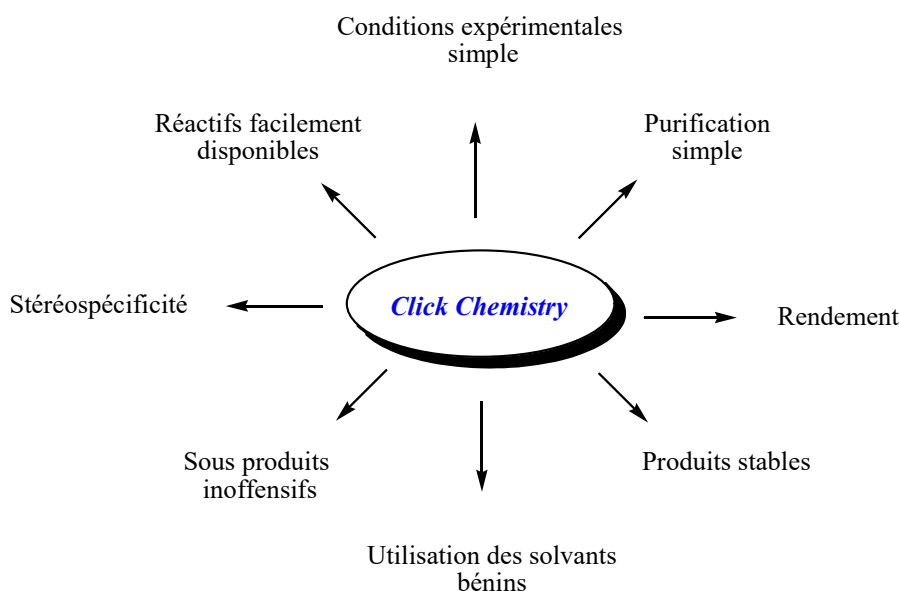 Conditions expérimentales
simple
Réactifs facilement
disponibles
Purification
simple
Stéréospécificité
Click Chemistry
Rendement
Sous produits
inoffensifs
Produits stables
Utilisation des solvants
bénins